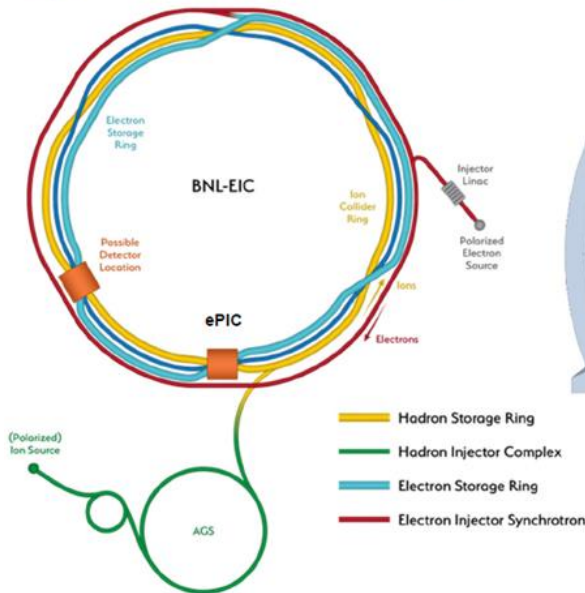 Electron
Storage
Ring
BNL-EIC
Injector
Linac
Ion
Collider
Ring
Polarized
Electron
Source
Possible
Detector
Location
Ions
ePIC
Electrons
Hadron Storage Ring
(Polarized)
Ion Source
Hadron Injector Complex
Electron Storage Ring
AGS
Electron Injector Synchrotron